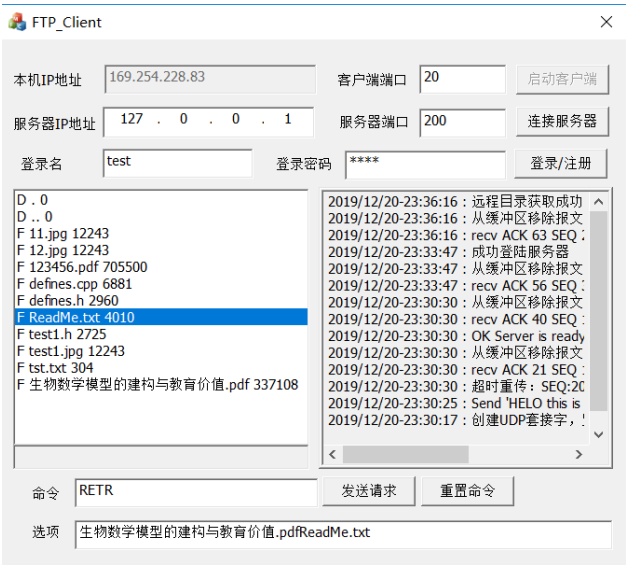 FTP_Client
本机IP地址 169.254.228.83 客户端端口 20 启动客户端
服务器IP地址 127 . 0 . 0 . 1 服务器端口 200 连接服务器
登录名 test 登录密码 **** 登录/注册
D . 0
D .. 0
F 11.jpg 12243
F 12.jpg 12243
F 123456.pdf 705500
F defines.cpp 6881
F defines.h 2960
F ReadMe.txt 4010
F test1.h 2725
F test1.jpg 12243
F tst.txt 304
F 生物数学模型的建构与教育价值.pdf 337108
2019/12/20-23:36:16 : 远程目录获取成功
2019/12/20-23:36:16 : 从缓冲区移除报文
2019/12/20-23:36:16 : recv ACK 63 SEQ
2019/12/20-23:33:47 : 成功登陆服务器
2019/12/20-23:33:47 : 从缓冲区移除报文
2019/12/20-23:33:47 : recv ACK 56 SEQ
2019/12/20-23:30:30 : 从缓冲区移除报文
2019/12/20-23:30:30 : recv ACK 40 SEQ
2019/12/20-23:30:30 : OK Server is ready
2019/12/20-23:30:30 : 从缓冲区移除报文
2019/12/20-23:30:30 : recv ACK 21 SEQ
2019/12/20-23:30:30 : 超时重传：SEQ:20
2019/12/20-23:30:25 : Send 'HELO this is
2019/12/20-23:30:17 : 创建UDP套接字，
命令 RETR 发送请求 重置命令
选项 生物数学模型的建构与教育价值.pdfReadMe.txt